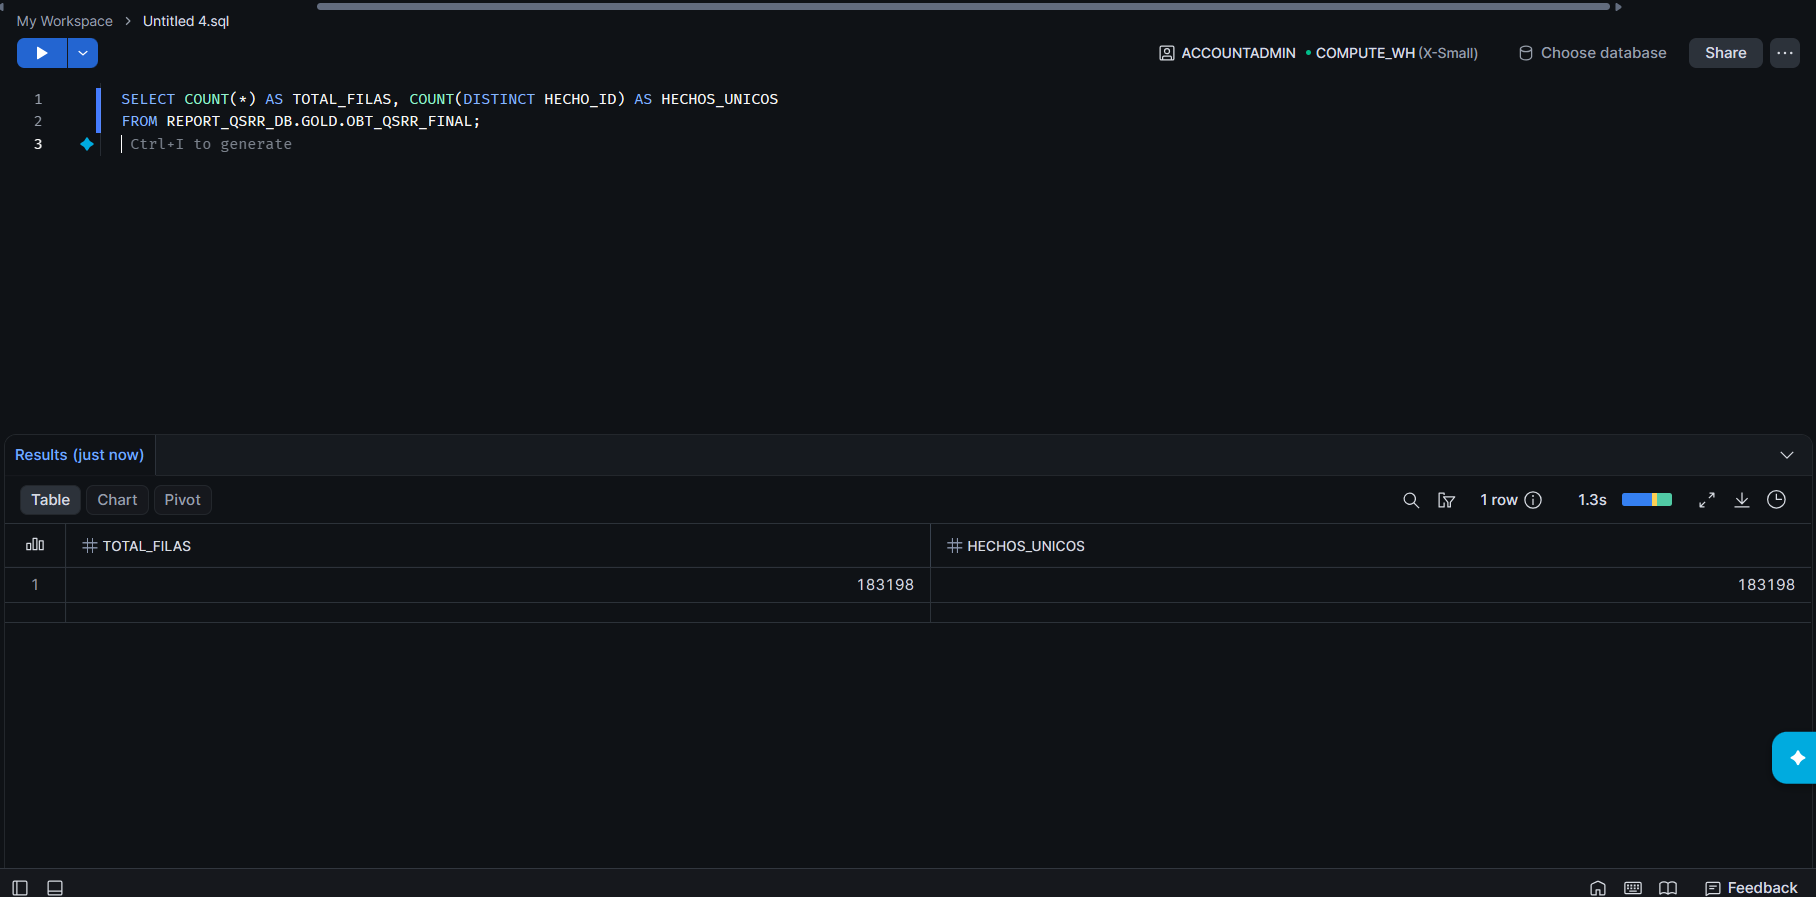 My Workspace > Untitled 4.sql
ACCOUNTADMIN • COMPUTE_WH (X-Small) Choose database Share ...
1 SELECT COUNT(*) AS TOTAL_FILAS, COUNT(DISTINCT HECHO_ID) AS HECHOS_UNICOS
2 FROM REPORT_QSRR_DB.GOLD.OBT_QSRR_FINAL;
3 Ctrl+I to generate
Results (just now)
Table Chart Pivot 1 row 1.3s
TOTAL_FILAS HECHOS_UNICOS
1 183198 183198
Feedback